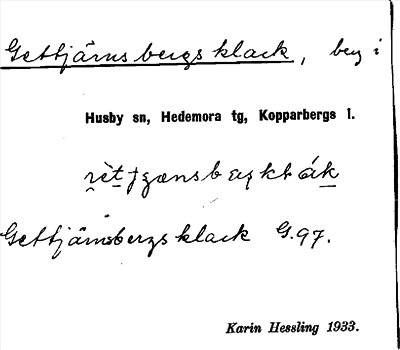 Gettjärnsbergsklack, berg i
Husby sn, Hedemora tg, Kopparbergs l.
Gettjärnsbergsklack G.97.
Karin Hessling 1933.